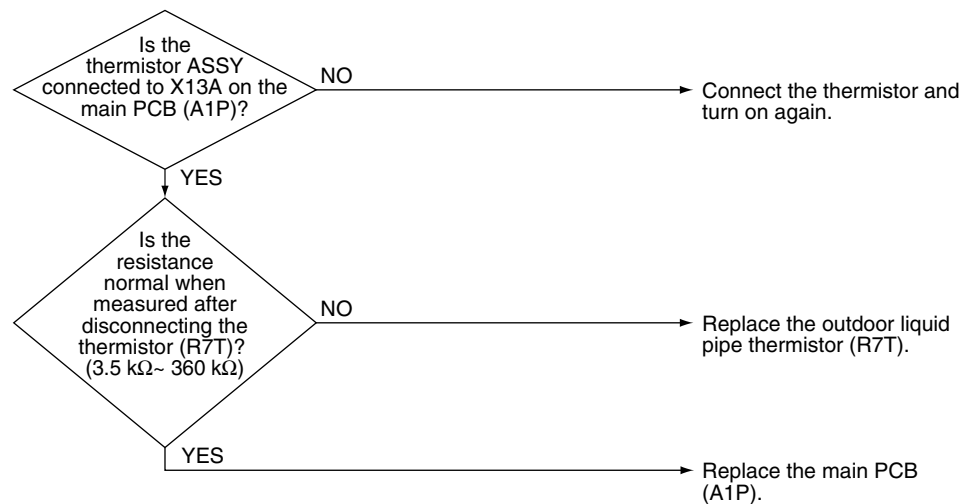 Is the
thermistor ASSY
connected to X13A on the
main PCB (A1P)?
NO
Connect the thermistor and
turn on again.
YES
Is the
resistance
normal when
measured after
disconnecting the
thermistor (R7T)?
(3.5 kΩ~ 360 kΩ)
NO
Replace the outdoor liquid
pipe thermistor (R7T).
YES
Replace the main PCB
(A1P).